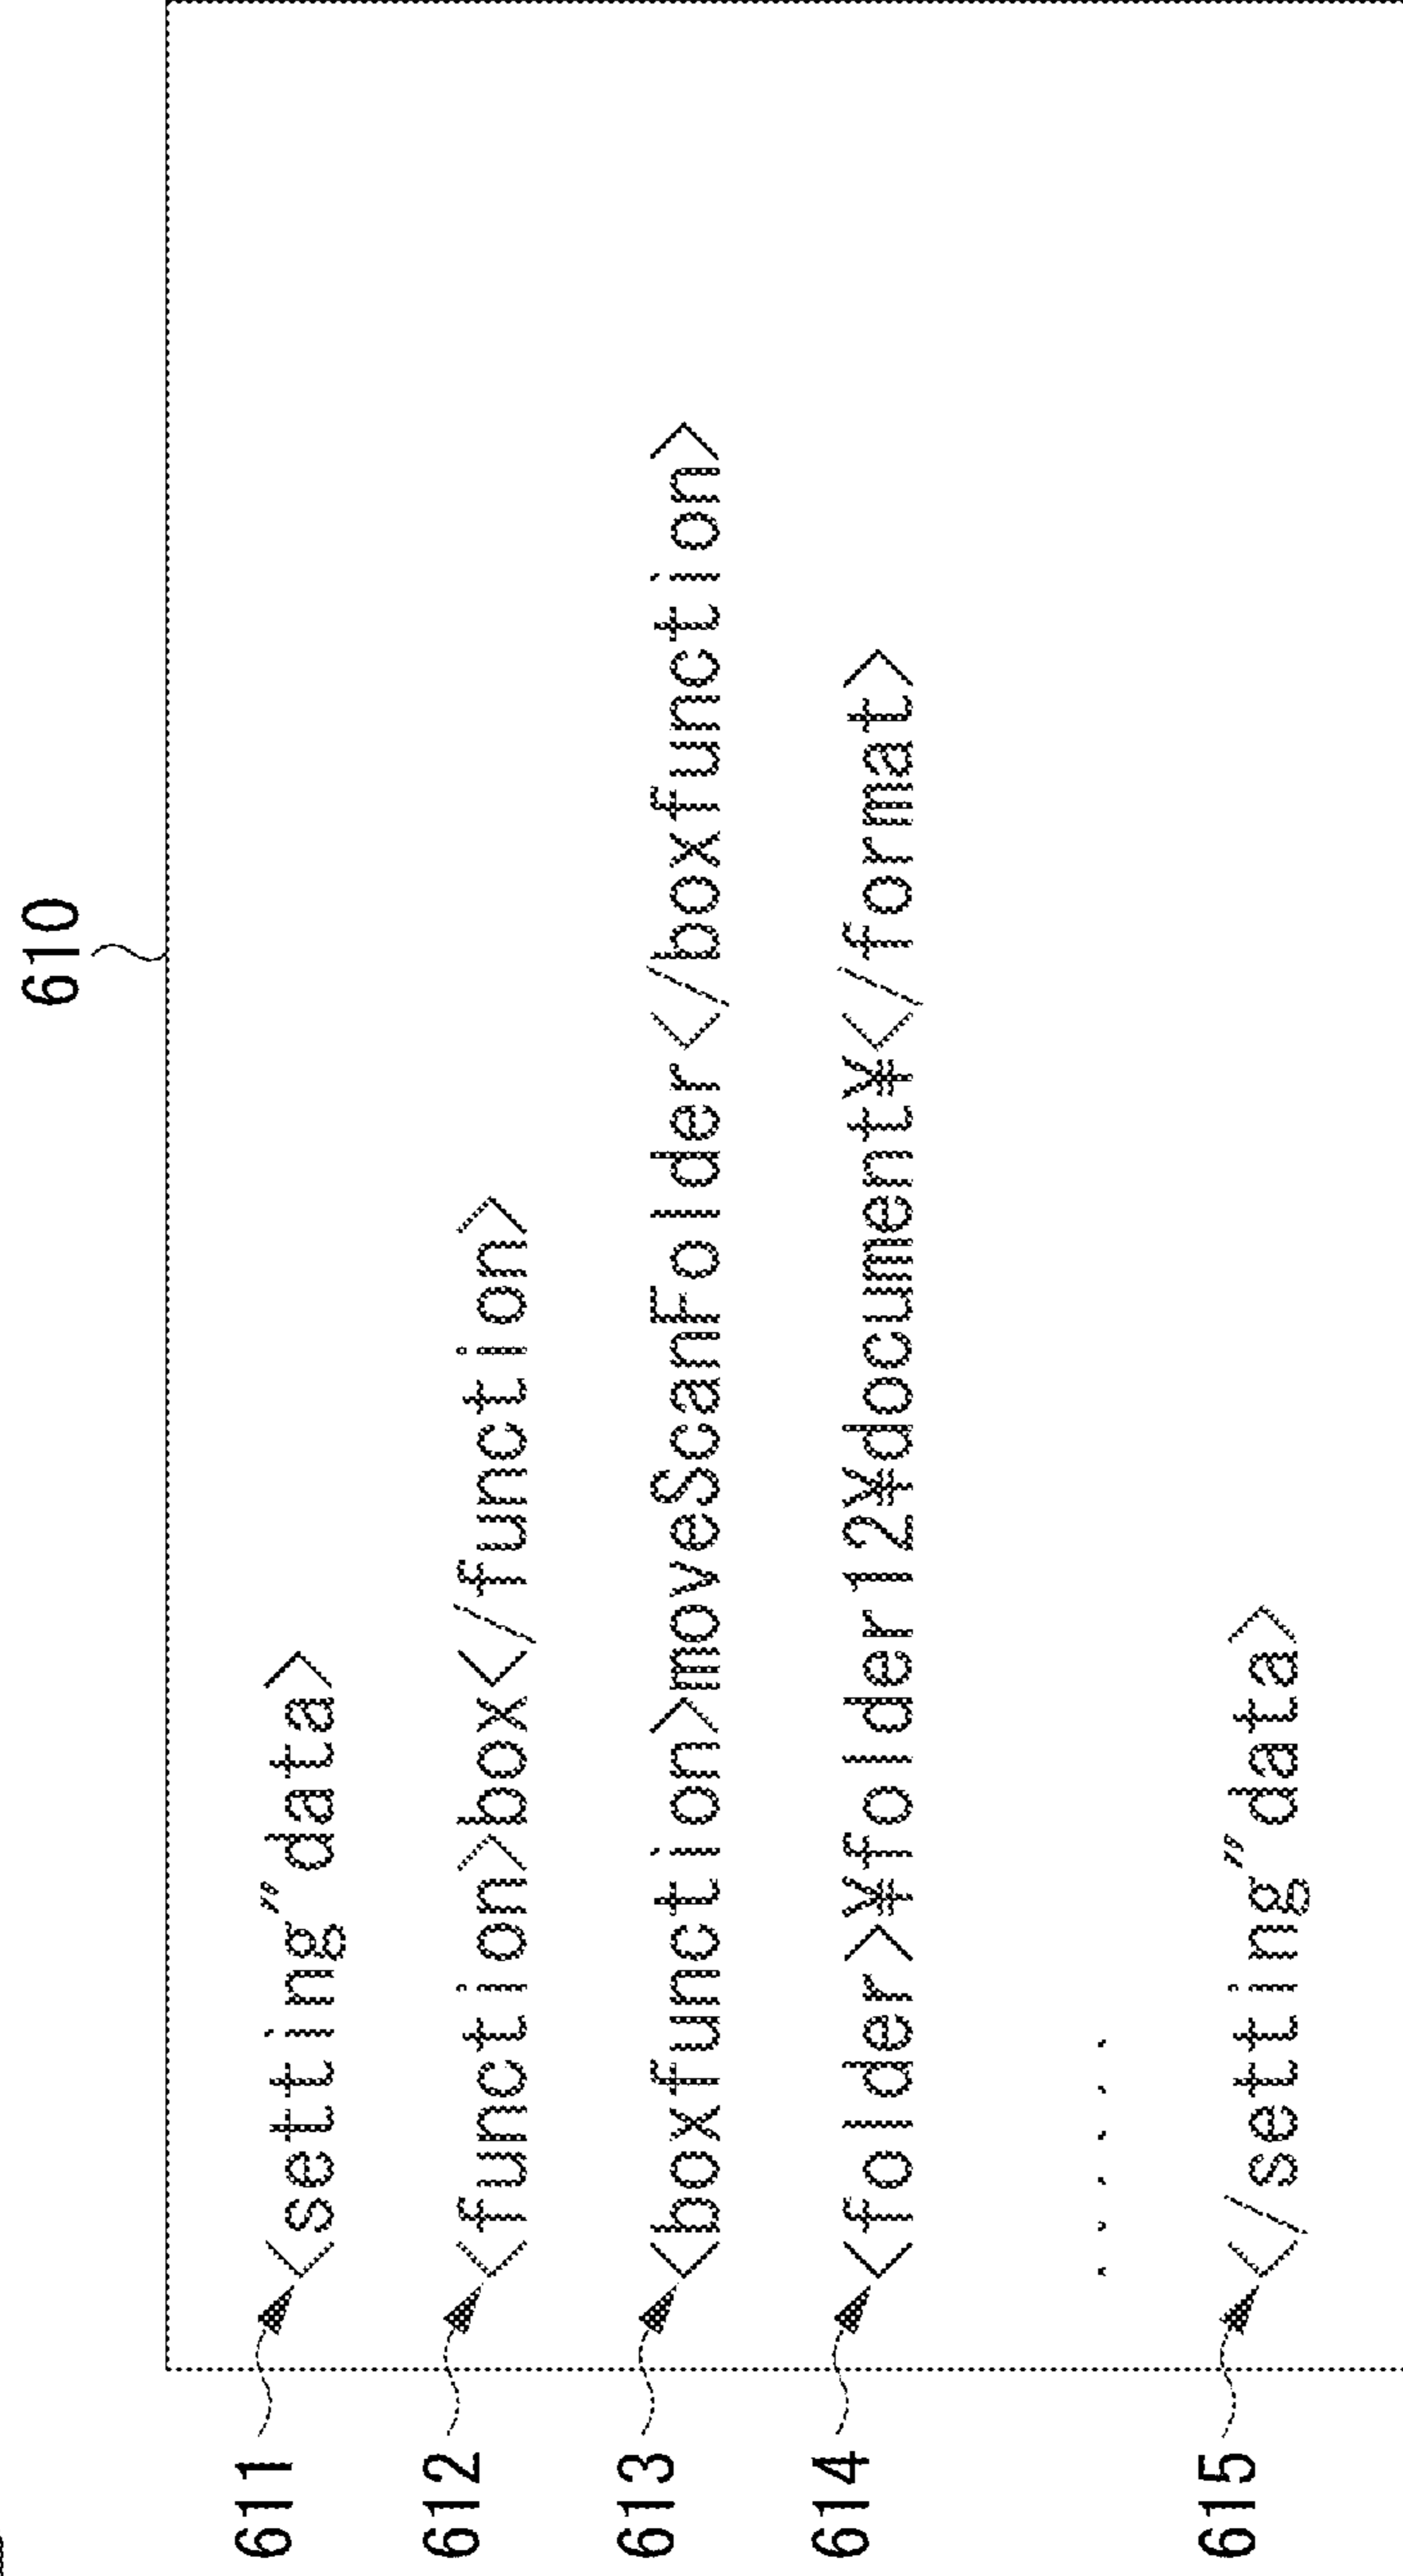 610
611 <setting"data>
612 <function>box</function>
613 <boxfunction>moveScanFolder</boxfunction>
614 <folder>¥folder12¥document¥</format>
......
615 </setting"data>